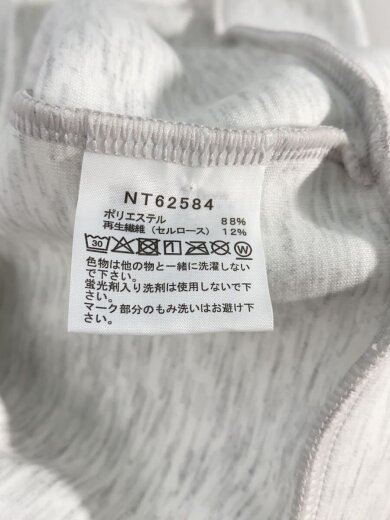 NT62584
ポリエステル 88%
再生繊維（セルロース） 12%
30 W
色物は他の物と一緒に洗濯しない
で下さい。
蛍光剤入り洗剤は使用しない下
さい。
マーク部分のもみ洗いはお避け下
さい。